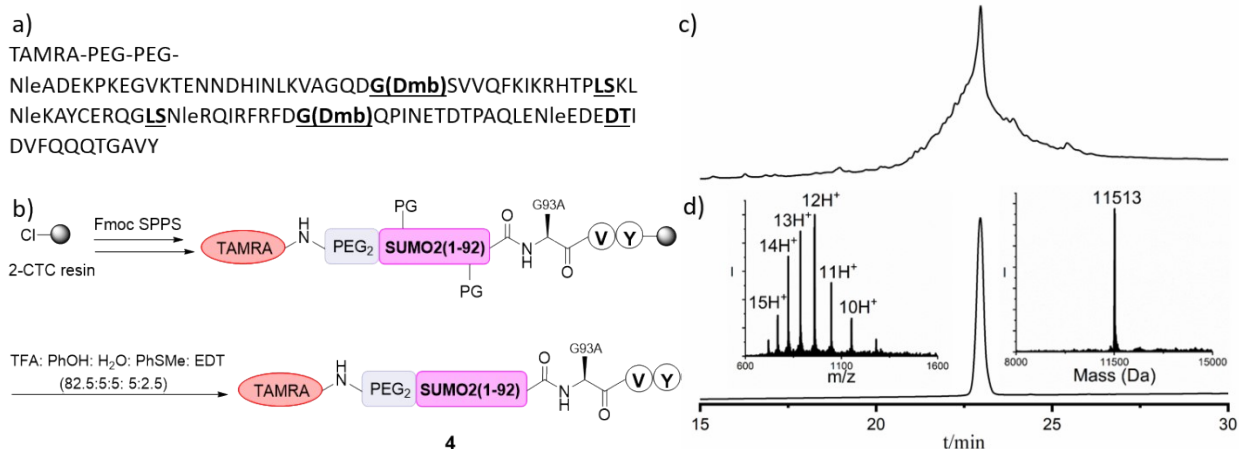 a)
TAMRA-PEG-PEG-
NleADEKPKEGVKTENNDHINLKVAGQDG(Dmb)SVVQFKIKRHTPLSKL
NleKAYCERQGLSNleRQIRFRFDG(Dmb)QPINETDTPAQLENleEDEDTI
DVFQQQTGAVY
b)
Cl
2-CTC resin
Fmoc SPPS
TAMRA
H
N
PEG2
PG
SUMO2(1-92)
PG
O
N
H
G93A
O
V
Y
TFA: PhOH: H2O: PhSMe: EDT
(82.5:5:5: 5:2.5)
TAMRA
H
N
PEG2
SUMO2(1-92)
O
N
H
G93A
O
V
Y
4
c)
d)
I
15H+
14H+
13H+
12H+
11H+
10H+
600
1600
m/z
I
11513
8000
11500
15000
Mass (Da)
15
20
25
30
t/min